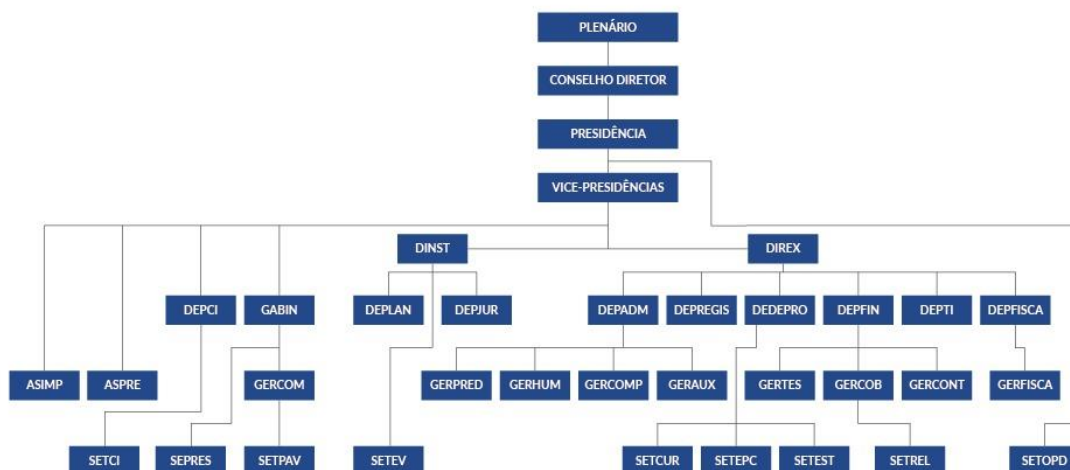 PLENÁRIO
CONSELHO DIRETOR
PRESIDÊNCIA
VICE-PRESIDÊNCIAS
DINST
DIREX
DEPCI
GABIN
DEPLAN
DEPJUR
DEPADM
DEPREGIS
DEDEPRO
DEPFIN
DEPTI
DEPFISCA
ASIMP
ASPRE
GERCOM
GERPRED
GERHUM
GERCOMP
GERAUX
GERTES
GERCOB
GERCONT
GERFISCA
SETCI
SEPRES
SETPAV
SETEV
SETCUR
SETEPC
SETEST
SETREL
SETOPD